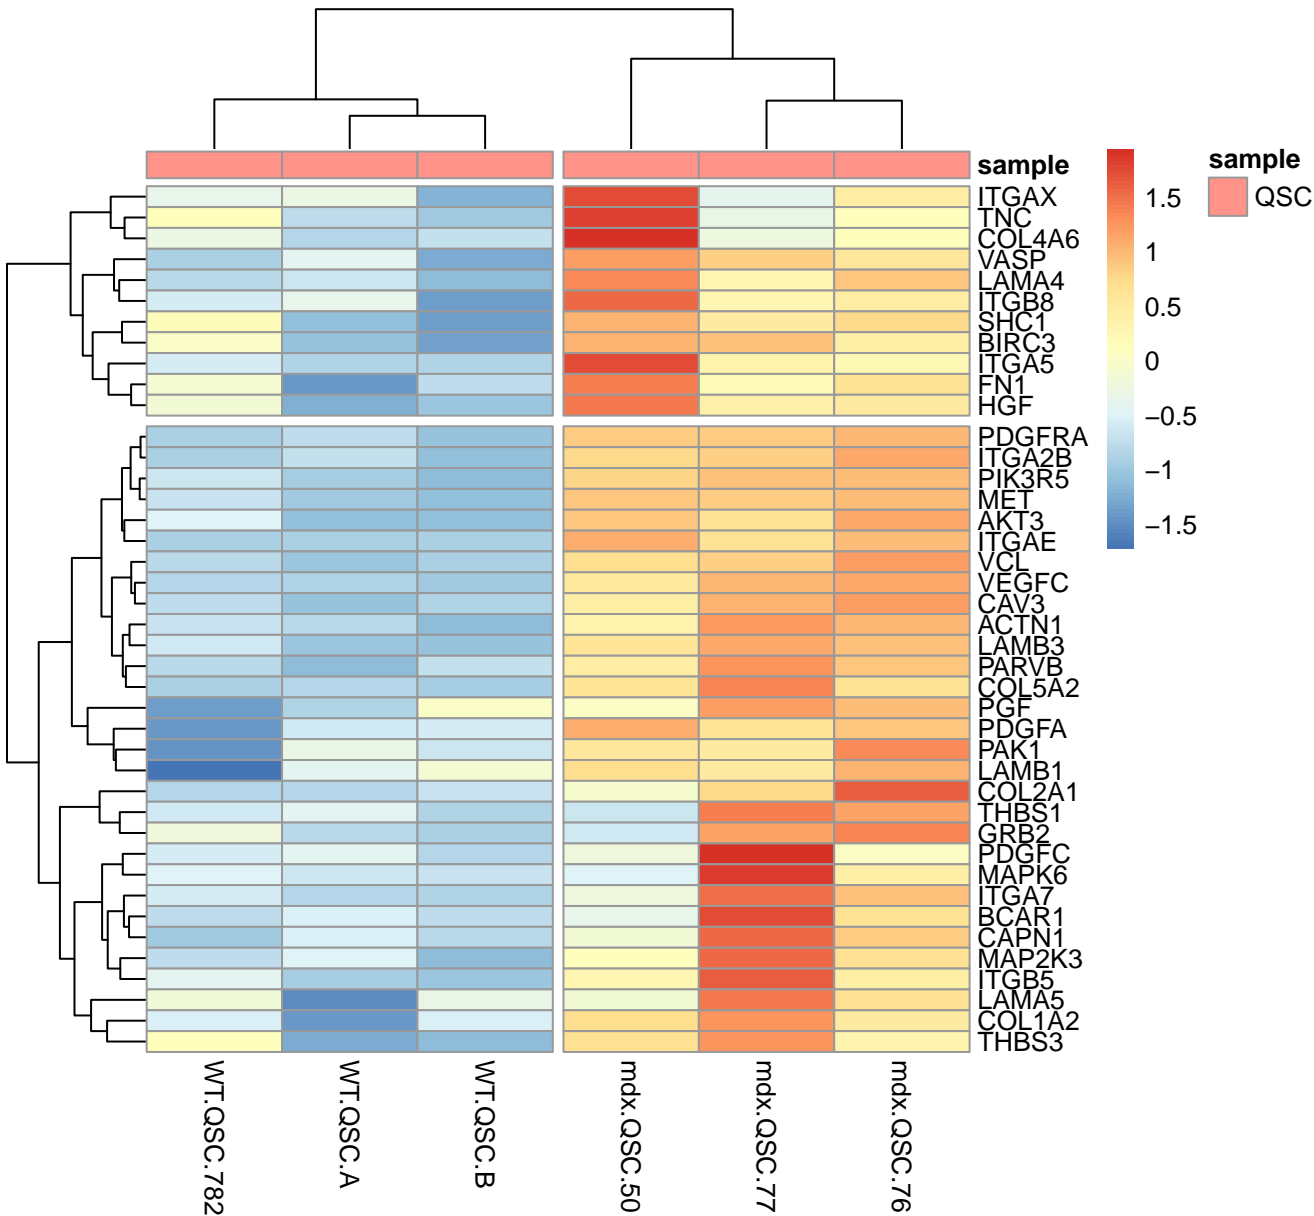 sample
ITGAX
TNC
COL4A6
VASP
LAMA4
ITGB8
SHC1
BIRC3
ITGA5
FN1
HGF
PDGFRA
ITGA2B
PIK3R5
MET
AKT3
ITGAE
VCL
VEGFC
CAV3
ACTN1
LAMB3
PARVB
COL5A2
PGF
PDGFA
PAK1
LAMB1
COL2A1
THBS1
GRB2
PDGFC
MAPK6
ITGA7
BCAR1
CAPN1
MAP2K3
ITGB5
LAMA5
COL1A2
THBS3
WT.QSC.782
WT.QSC.A
WT.QSC.B
mdx.QSC.50
mdx.QSC.77
mdx.QSC.76
1.5
1
0.5
0
−0.5
−1
−1.5
sample
QSC